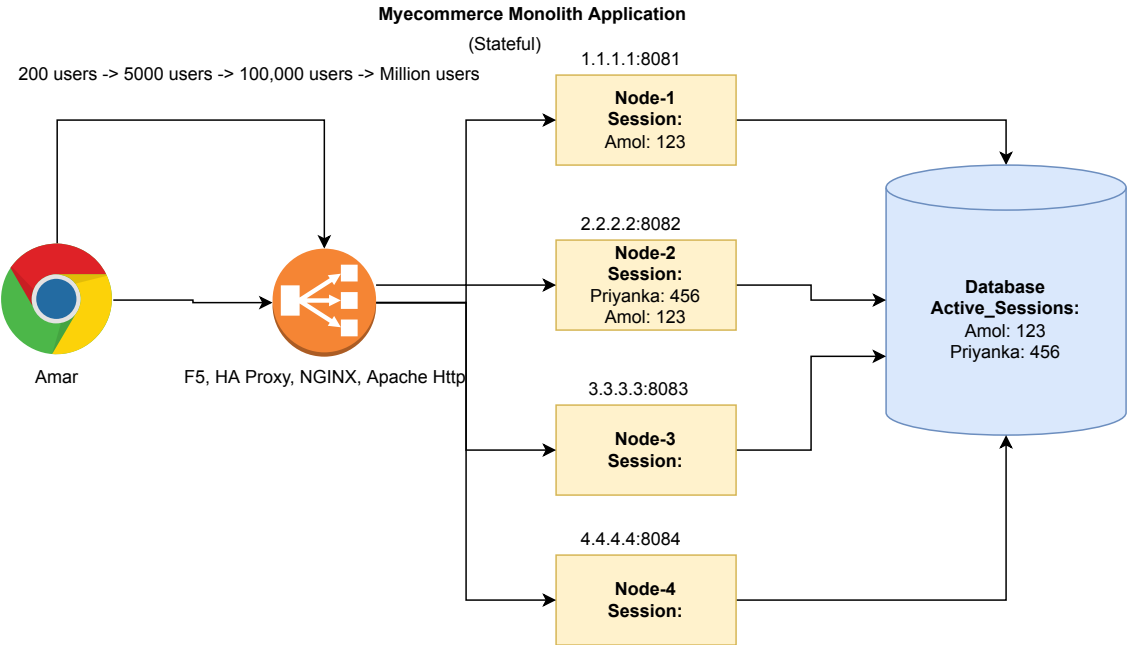 Myecommerce Monolith Application
(Stateful)
200 users -> 5000 users -> 100,000 users -> Million users
1.1.1.1:8081
Node-1
Session:
Amol: 123
2.2.2.2:8082
Node-2
Session:
Priyanka: 456
Amol: 123
Database
Active_Sessions:
Amol: 123
Priyanka: 456
Amar
F5, HA Proxy, NGINX, Apache Http
3.3.3.3:8083
Node-3
Session:
4.4.4.4:8084
Node-4
Session: